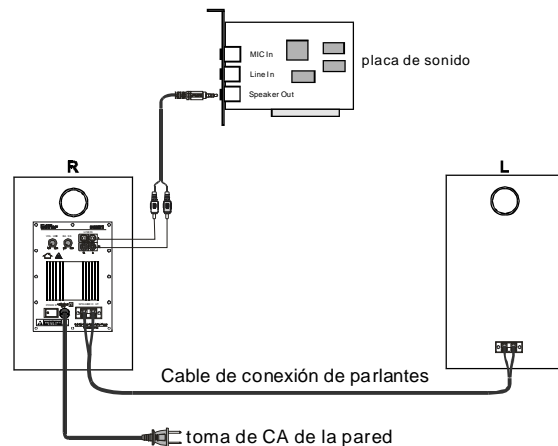 MIC In
Line In
Speaker Out
placa de sonido
R
L
Cable de conexión de parlantes
toma de CA de la pared